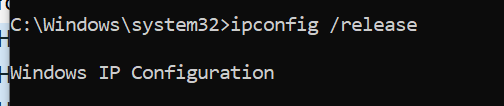 C:\Windows\system32>ipconfig /release
Windows IP Configuration